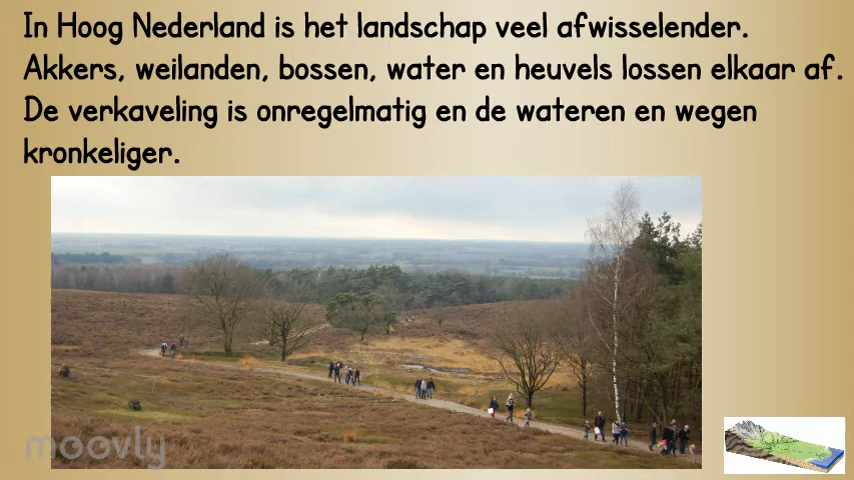 In Hoog Nederland is het landschap veel afwisselender.
Akkers, weilanden, bossen, water en heuvels lossen elkaar af.
De verkaveling is onregelmatig en de wateren en wegen
kronkeliger.
moovly